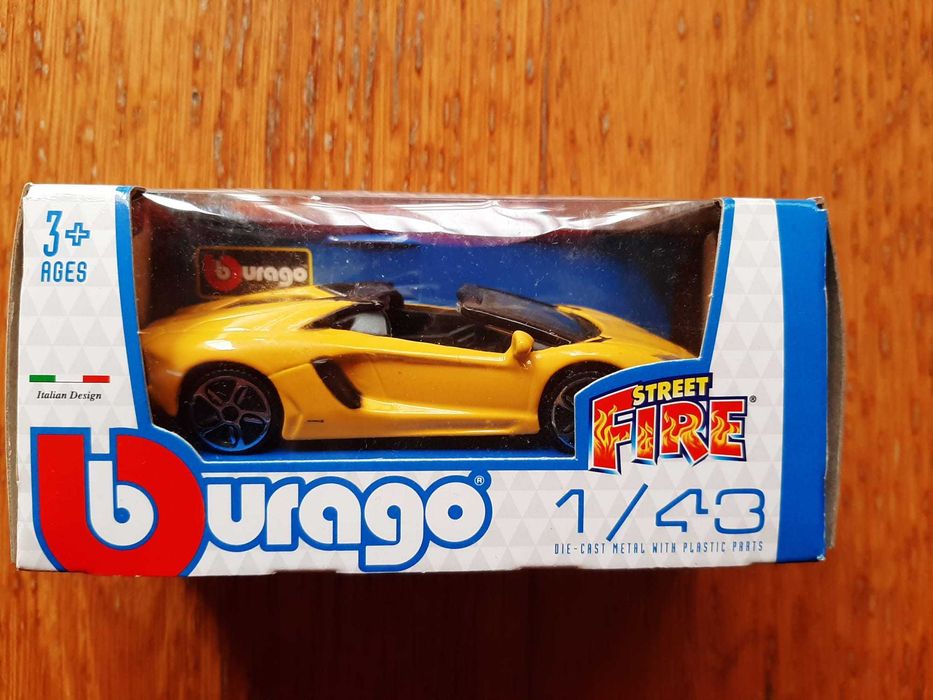 3+
AGES
burago
Italian Design
STREET
FIRE®
burago®
1/43
DIE-CAST METAL WITH PLASTIC PARTS